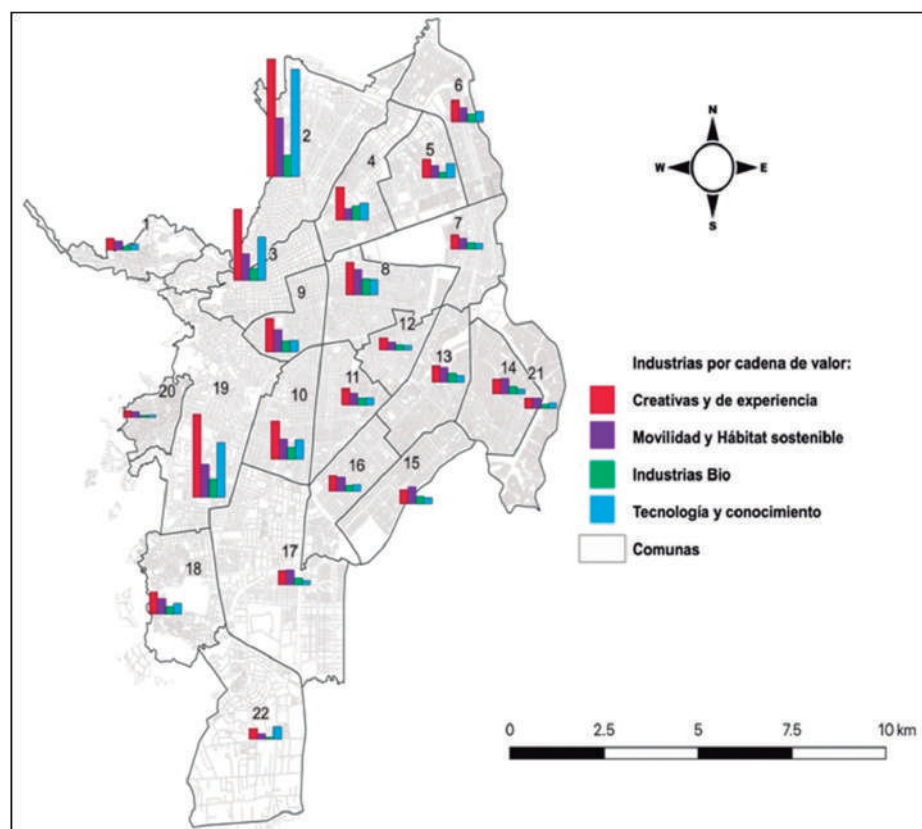 6
N
2
4
5
W
E
S
1
3
7
8
9
12
13
14
21
Industrias por cadena de valor:
20
19
10
11
Creativas y de experiencia
Movilidad y Hábitat sostenible
16
15
Industrias Bio
Tecnología y conocimiento
17
Comunas
18
22
0
2.5
5
7.5
10 km